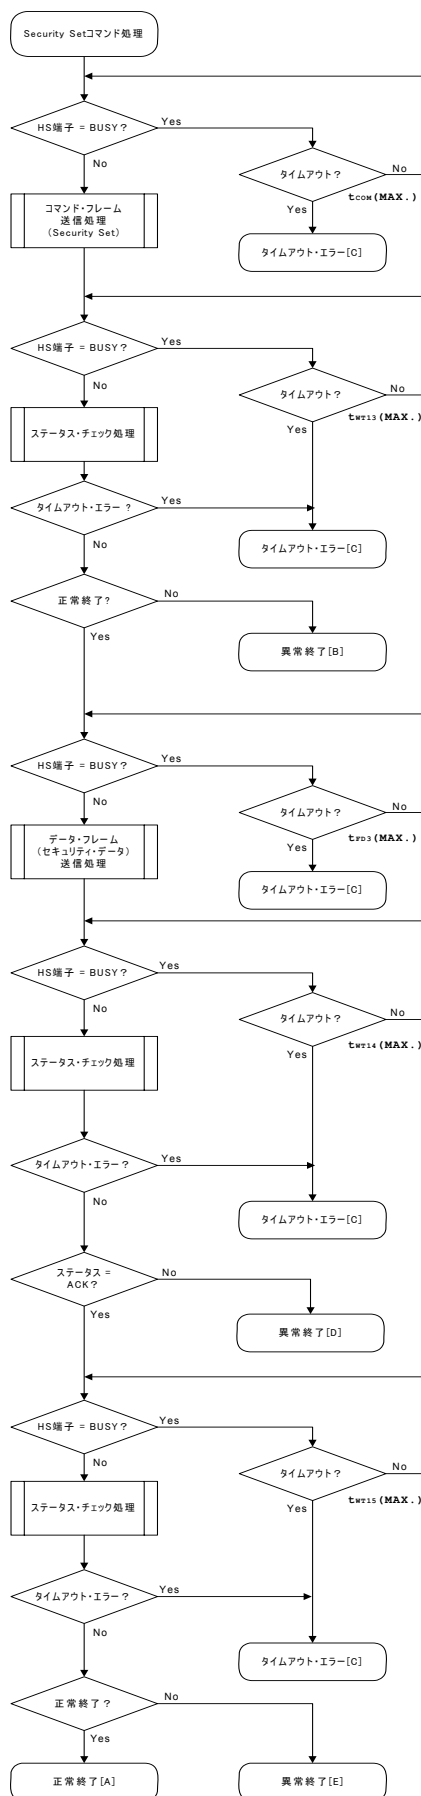 Security Setコマンド処理
HS端子 = BUSY？
Yes
No
タイムアウト？
No
Yes
tCOM(MAX.)
コマンド・フレーム
送信処理
(Security Set)
タイムアウト・エラー[C]
HS端子 = BUSY？
Yes
No
タイムアウト？
No
Yes
tWT13(MAX.)
ステータス・チェック処理
タイムアウト・エラー ？
Yes
No
タイムアウト・エラー[C]
正常終了？
No
Yes
異常終了[B]
HS端子 = BUSY？
Yes
No
タイムアウト？
No
Yes
tFD3(MAX.)
データ・フレーム
(セキュリティ・データ)
送信処理
タイムアウト・エラー[C]
HS端子 = BUSY？
Yes
No
タイムアウト？
No
Yes
tWT14(MAX.)
ステータス・チェック処理
タイムアウト・エラー？
Yes
No
タイムアウト・エラー[C]
ステータス =
ACK？
No
Yes
異常終了[D]
HS端子 = BUSY？
Yes
No
タイムアウト？
No
Yes
tWT15(MAX.)
ステータス・チェック処理
タイムアウト・エラー？
Yes
No
タイムアウト・エラー[C]
正常終了？
No
Yes
正常終了[A]
異常終了[E]